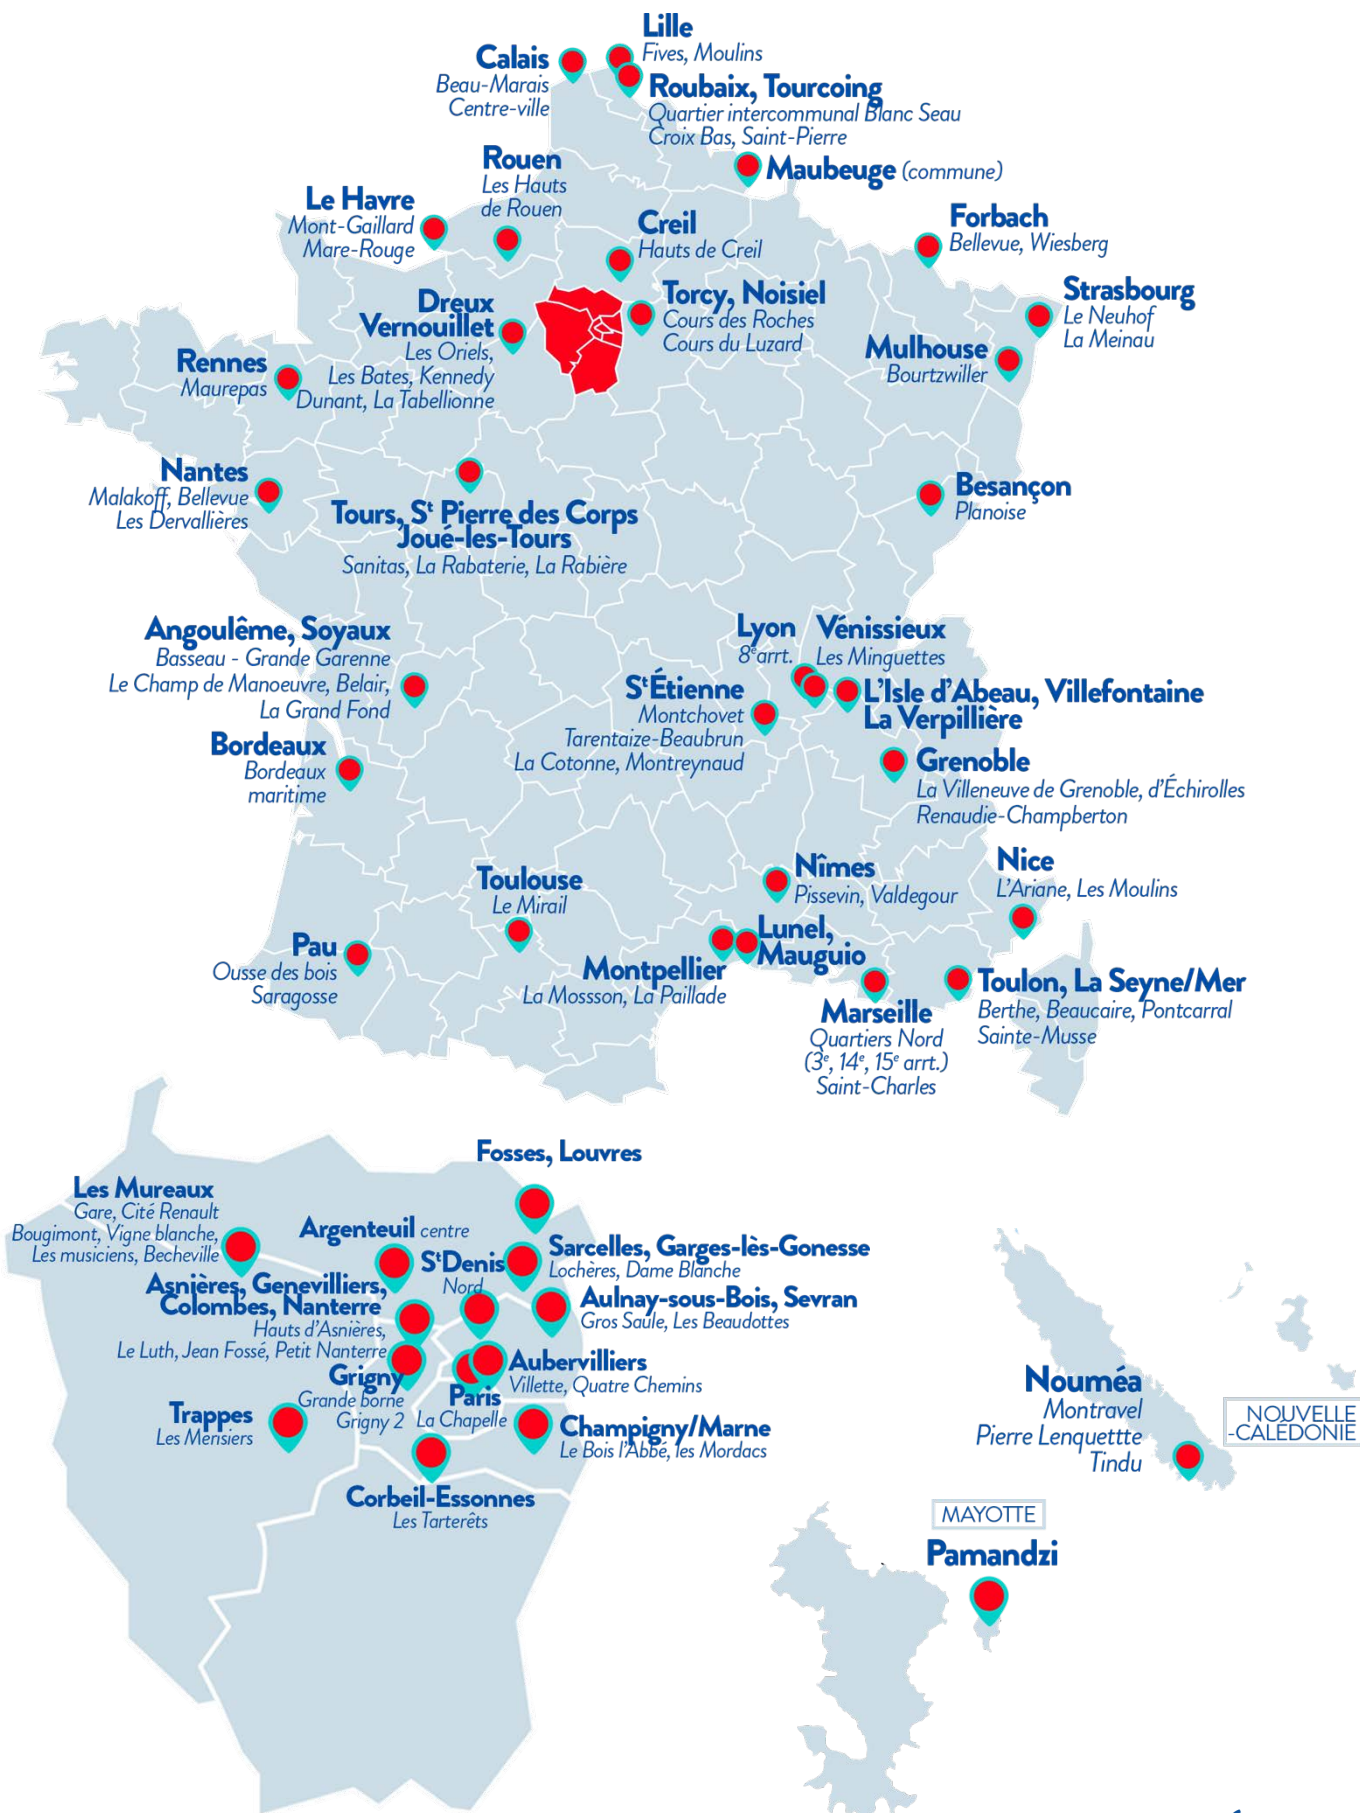 Lille
Fives, Moulins
Calais
Beau-Marais
Centre-ville
Roubaix, Tourcoing
Quartier intercommunal Blanc Seau
Croix Bas, Saint-Pierre
Rouen
Les Hauts
de Rouen
Maubeuge (commune)
Le Havre
Mont-Gaillard
Mare-Rouge
Creil
Hauts de Creil
Forbach
Bellevue, Wiesberg
Dreux
Vernouillet
Les Oriels,
Les Bates, Kennedy
Dunant, La Tabellionne
Torcy, Noisiel
Cours des Roches
Cours du Luzard
Strasbourg
Le Neuhof
La Meinau
Mulhouse
Bourtzwiller
Rennes
Maurepas
Nantes
Malakoff, Bellevue
Les Dervallières
Tours, St Pierre des Corps
Joué-les-Tours
Sanitas, La Rabaterie, La Rabière
Besançon
Planoise
Angoulême, Soyaux
Basseau - Grande Garenne
Le Champ de Manoeuvre, Belair,
La Grand Fond
Lyon
8e arrt.
Vénissieux
Les Minguettes
St Étienne
Montchovet
Tarentaize-Beaubrun
La Cotonne, Montreynaud
L'Isle d'Abeau, Villefontaine
La Verpillière
Bordeaux
Bordeaux
maritime
Grenoble
La Villeneuve de Grenoble, d'Échirolles
Renaudie-Champberton
Toulouse
Le Mirail
Nîmes
Pissevin, Valdegour
Nice
L'Ariane, Les Moulins
Pau
Ousse des bois
Saragosse
Montpellier
La Mossson, La Paillade
Lunel,
Mauguio
Marseille
Quartiers Nord
(3e, 14e, 15e arrt.)
Saint-Charles
Toulon, La Seyne/Mer
Berthe, Beaucaire, Pontcarral
Sainte-Musse
Fosses, Louvres
Les Mureaux
Gare, Cité Renault
Bougimont, Vigne blanche,
Les musiciens, Becheville
Argenteuil centre
St Denis
Nord
Sarcelles, Garges-lès-Gonesse
Lochères, Dame Blanche
Asnières, Genevilliers,
Colombes, Nanterre
Hauts d'Asnières,
Le Luth, Jean Fossé, Petit Nanterre
Aulnay-sous-Bois, Sevran
Gros Saule, Les Beaudottes
Grigny
Grande borne
Grigny 2
Paris
La Chapelle
Aubervilliers
Villette, Quatre Chemins
Trappes
Les Merisiers
Champigny/Marne
Le Bois l'Abbé, les Mordacs
Corbeil-Essonnes
Les Tarterêts
Nouméa
Montravel
Pierre Lenquettte
Tindu
NOUVELLE
-CALÉDONIE
MAYOTTE
Pamandzi